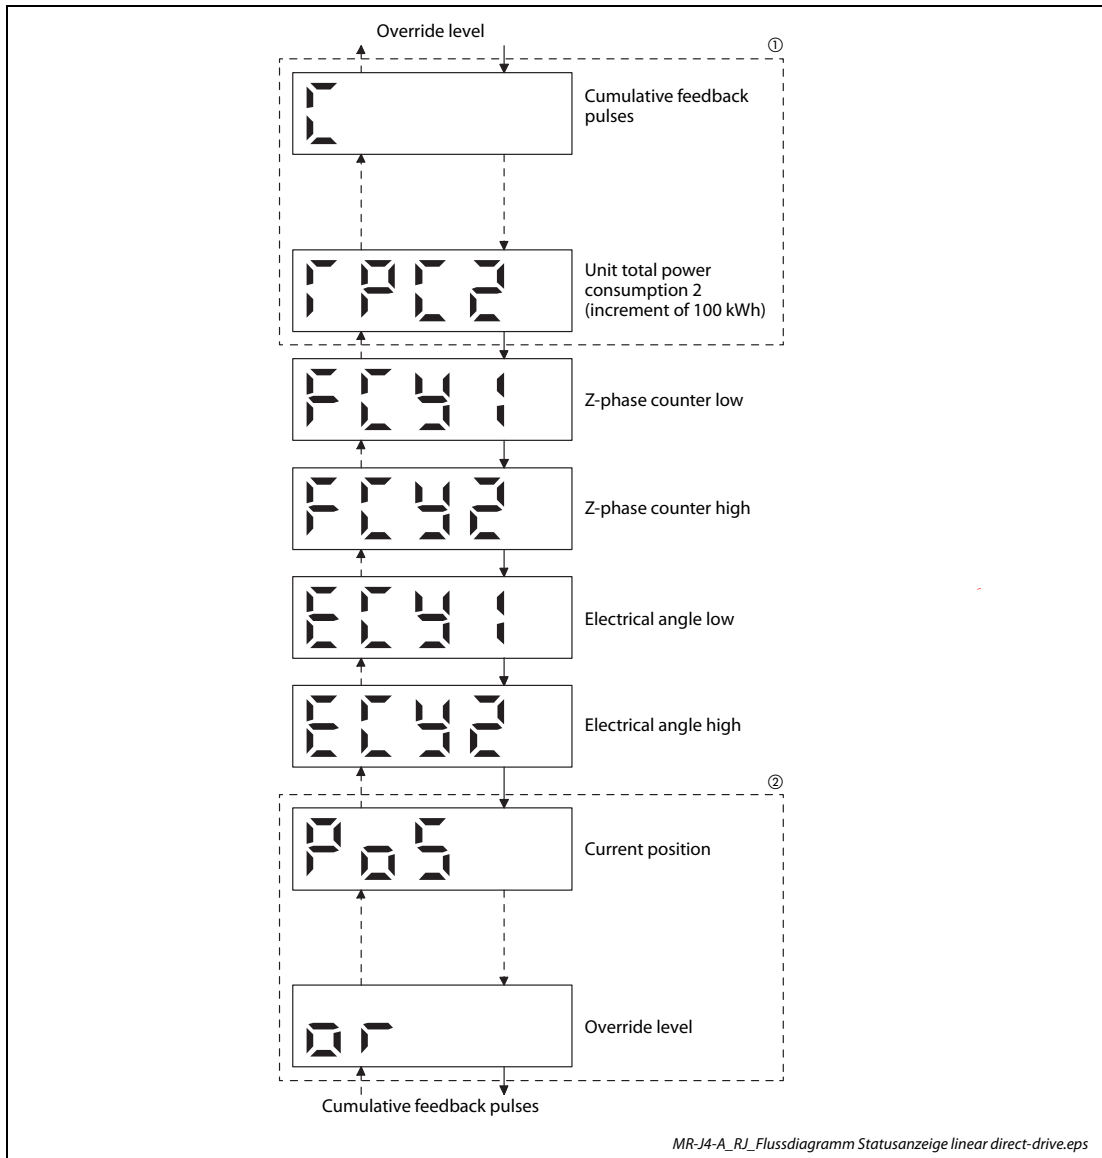 Override level
①
C
Cumulative feedback
pulses
TPC2
Unit total power
consumption 2
(increment of 100 kWh)
FCY1
Z-phase counter low
FCY2
Z-phase counter high
ECY1
Electrical angle low
ECY2
Electrical angle high
②
PoS
Current position
or
Override level
Cumulative feedback pulses
MR-J4-A_RJ_Flussdiagramm Statusanzeige linear direct-drive.eps